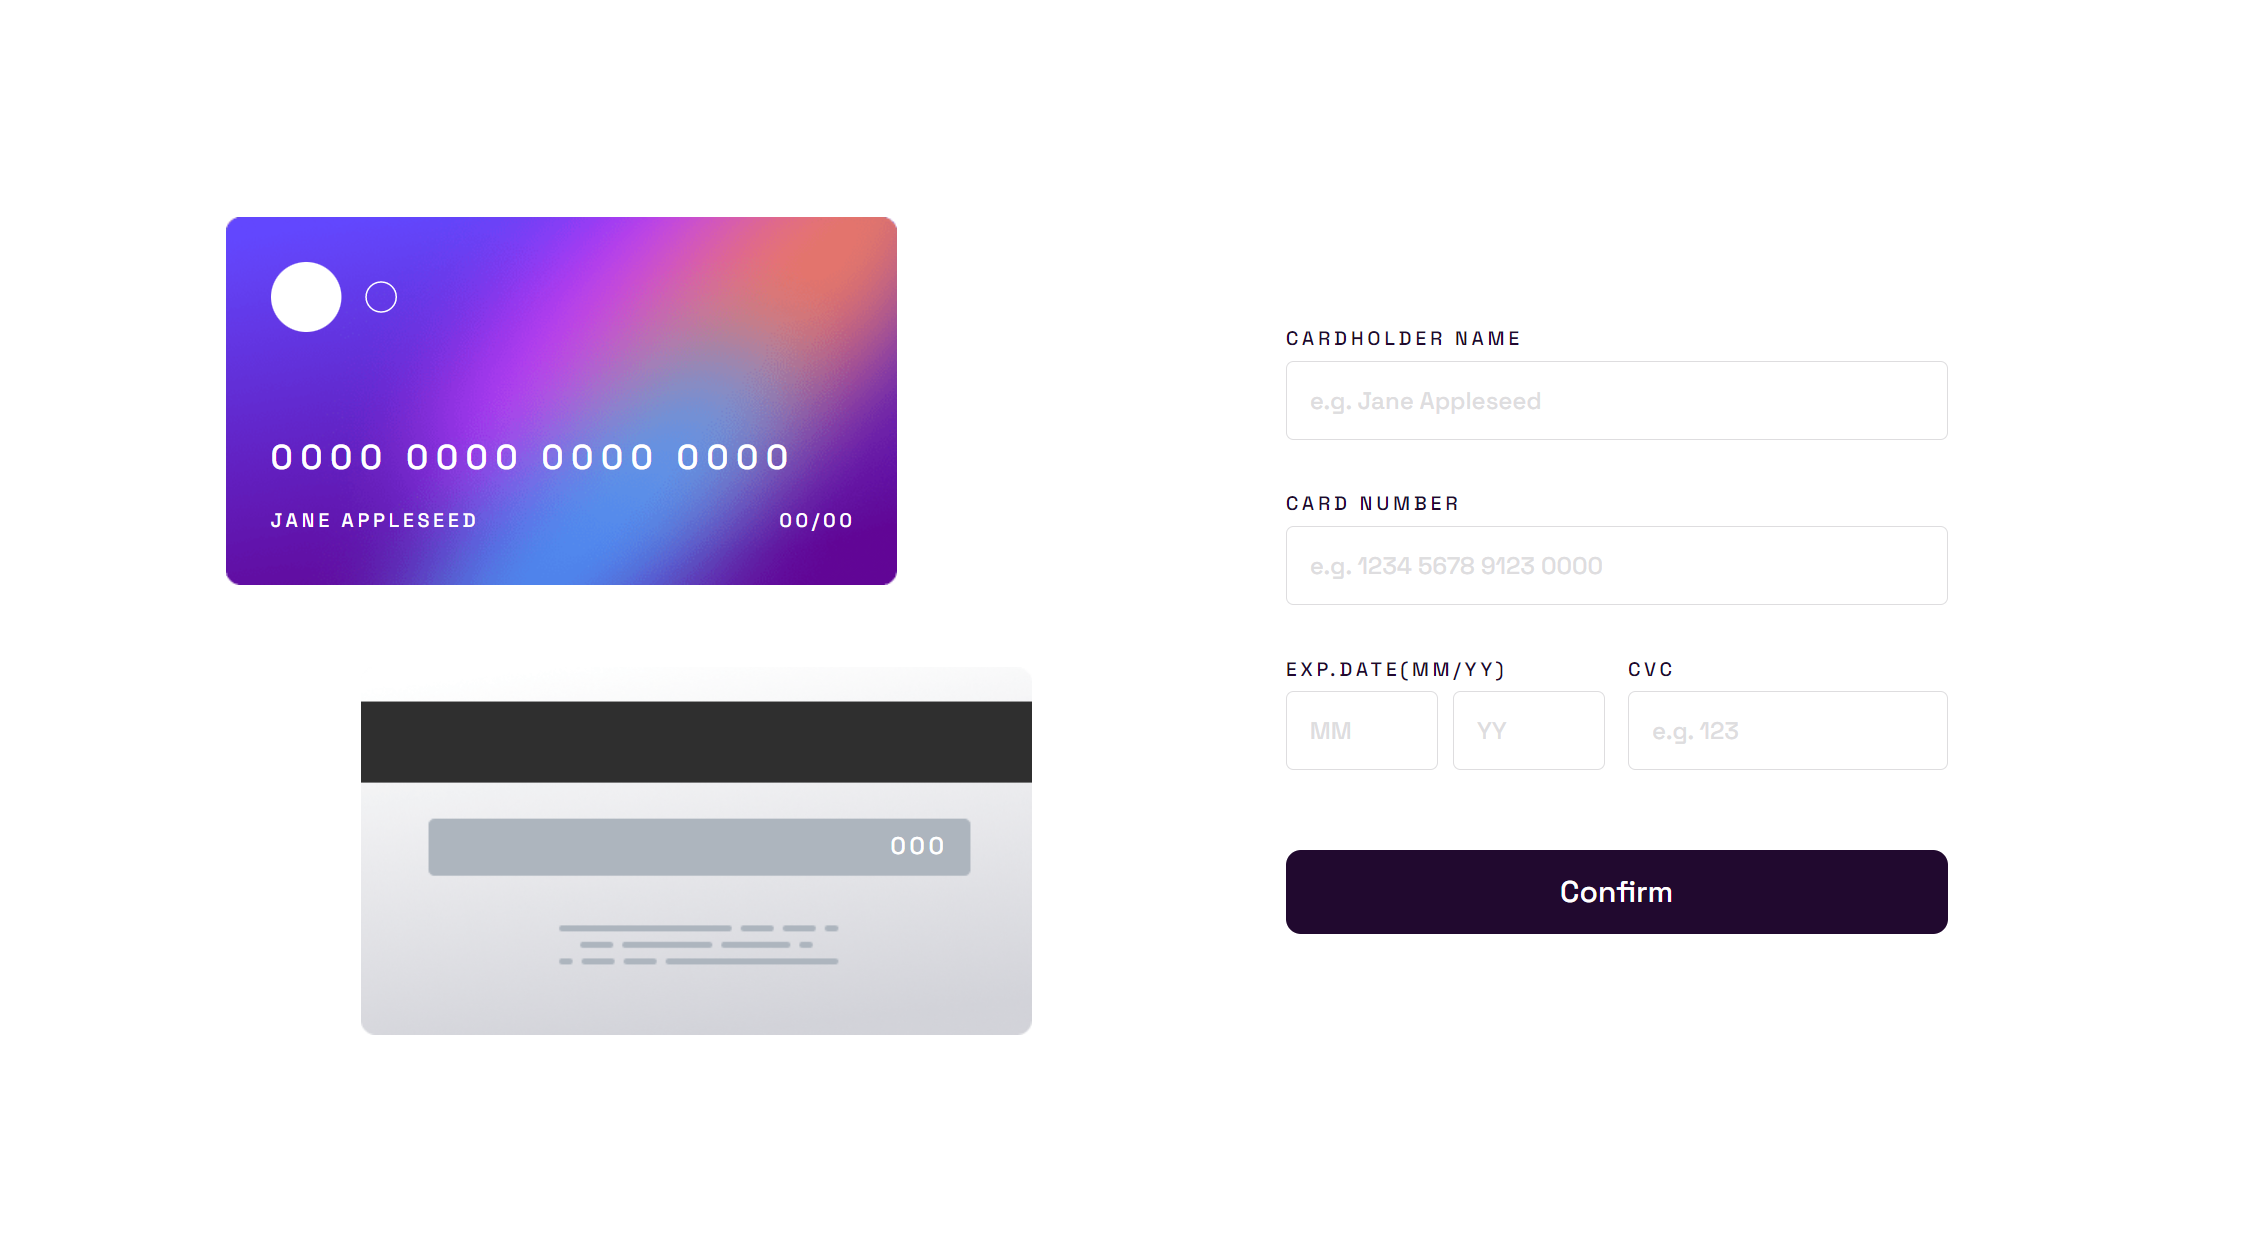 0000 0000 0000 0000
JANE APPLESEED 00/00
000
CARDHOLDER NAME
e.g. Jane Appleseed
CARD NUMBER
e.g. 1234 5678 9123 0000
EXP.DATE(MM/YY) CVC
MM YY e.g. 123
Confirm